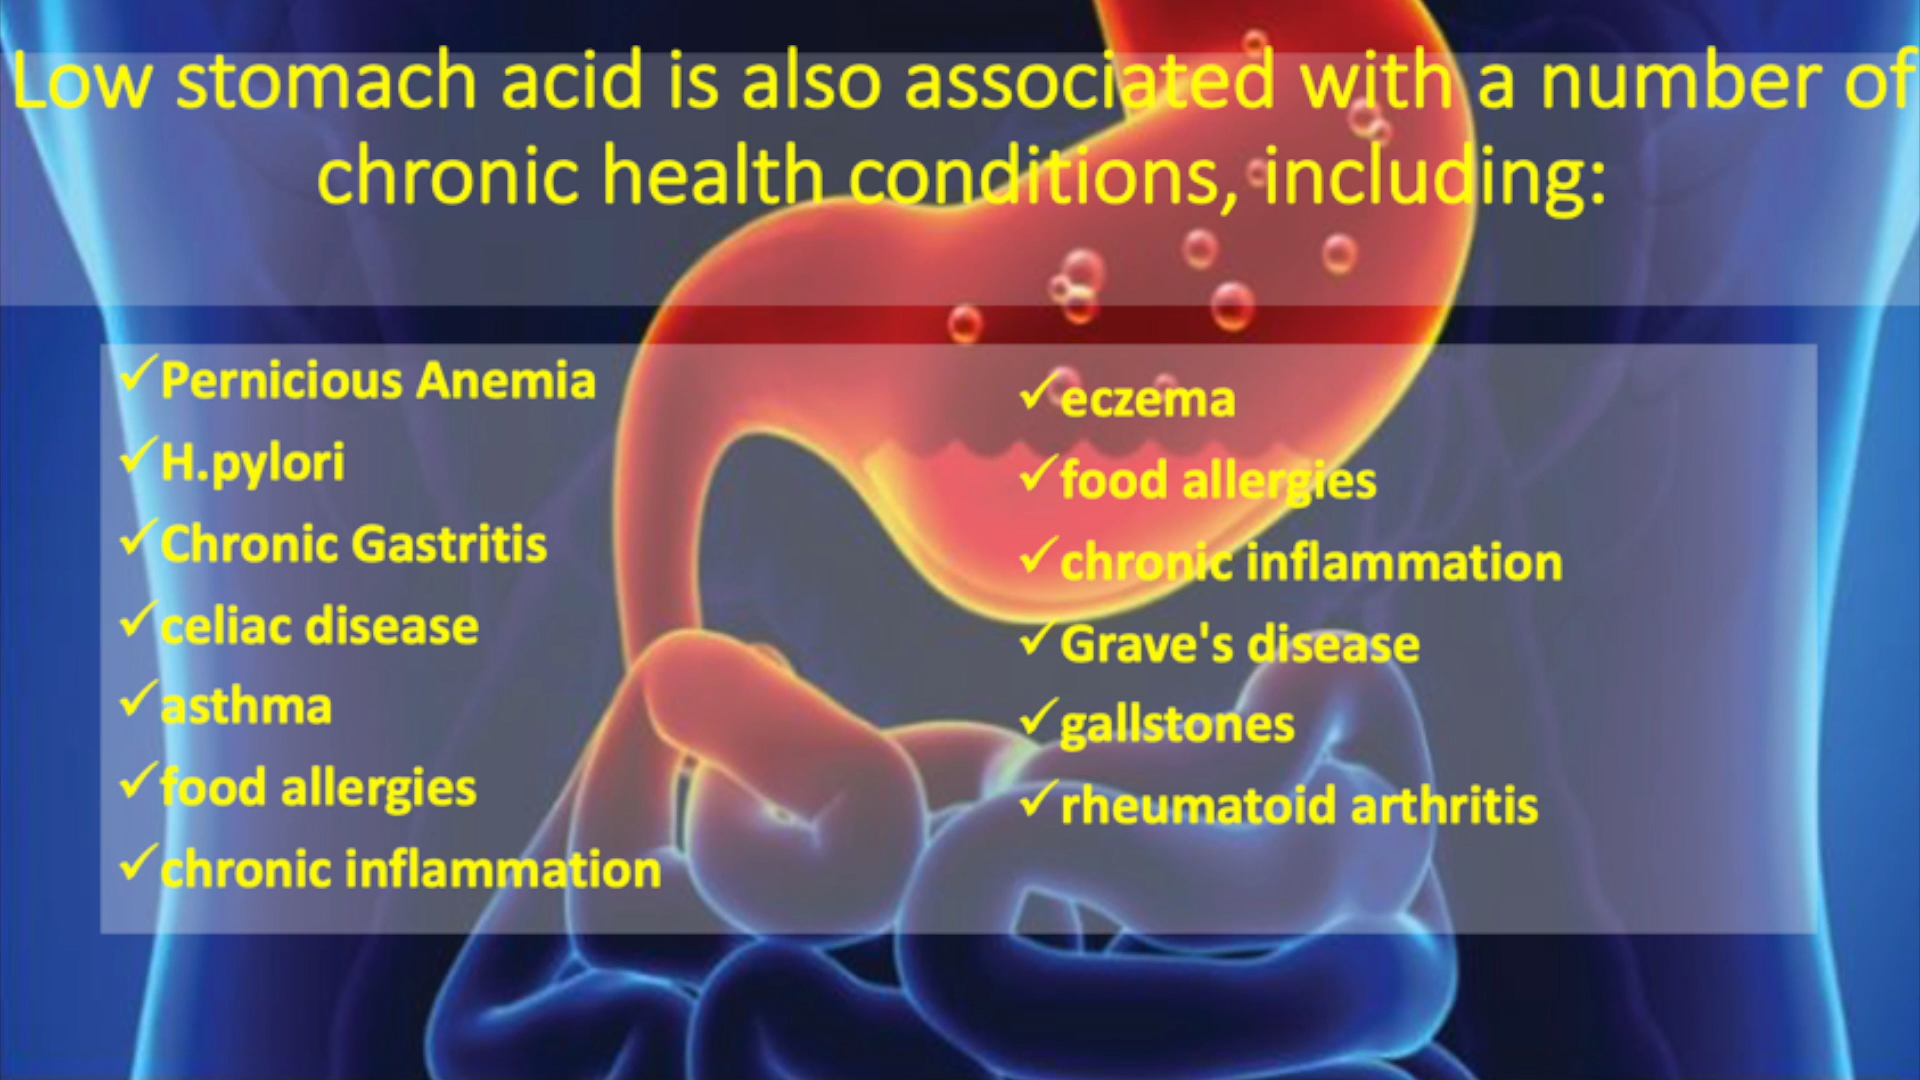 Low stomach acid is also associated with a number of
chronic health conditions, including:
✓Pernicious Anemia
✓H.pylori
✓Chronic Gastritis
✓celiac disease
✓asthma
✓food allergies
✓chronic inflammation
✓eczema
✓food allergies
✓chronic inflammation
✓Grave's disease
✓gallstones
✓rheumatoid arthritis